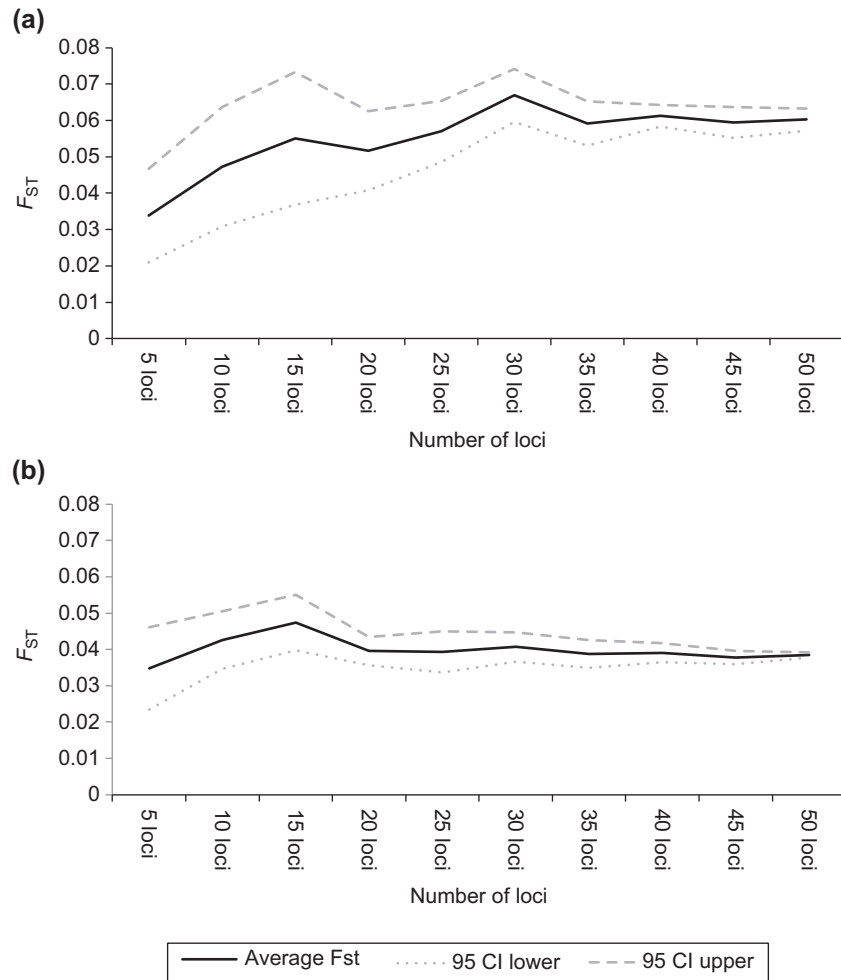 (a)
0.08
0.07
0.06
0.05
0.04
0.03
0.02
0.01
0
F_ST
5 loci
10 loci
15 loci
20 loci
25 loci
30 loci
35 loci
40 loci
45 loci
50 loci
Number of loci
(b)
0.08
0.07
0.06
0.05
0.04
0.03
0.02
0.01
0
F_ST
5 loci
10 loci
15 loci
20 loci
25 loci
30 loci
35 loci
40 loci
45 loci
50 loci
Number of loci
Average Fst 95 CI lower 95 CI upper